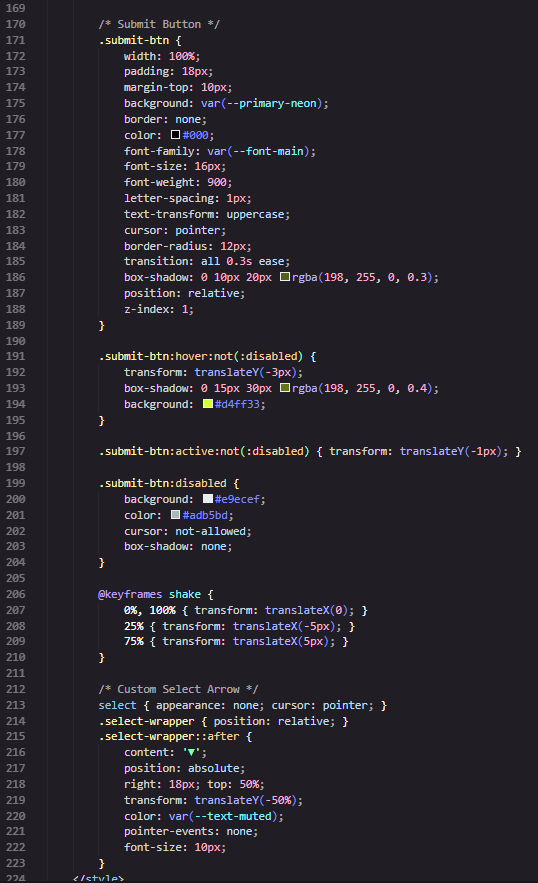 169
170 /* Submit Button */
171 .submit-btn {
172 width: 100%;
173 padding: 18px;
174 margin-top: 10px;
175 background: var(--primary-neon);
176 border: none;
177 color: #000;
178 font-family: var(--font-main);
179 font-size: 16px;
180 font-weight: 900;
181 letter-spacing: 1px;
182 text-transform: uppercase;
183 cursor: pointer;
184 border-radius: 12px;
185 transition: all 0.3s ease;
186 box-shadow: 0 10px 20px rgba(198, 255, 0, 0.3);
187 position: relative;
188 z-index: 1;
189 }
190
191 .submit-btn:hover:not(:disabled) {
192 transform: translateY(-3px);
193 box-shadow: 0 15px 30px rgba(198, 255, 0, 0.4);
194 background: #d4ff33;
195 }
196
197 .submit-btn:active:not(:disabled) { transform: translateY(-1px); }
198
199 .submit-btn:disabled {
200 background: #e9ecef;
201 color: #adb5bd;
202 cursor: not-allowed;
203 box-shadow: none;
204 }
205
206 @keyframes shake {
207 0%, 100% { transform: translateX(0); }
208 25% { transform: translateX(-5px); }
209 75% { transform: translateX(5px); }
210 }
211
212 /* Custom Select Arrow */
213 select { appearance: none; cursor: pointer; }
214 .select-wrapper { position: relative; }
215 .select-wrapper::after {
216 content: '▼';
217 position: absolute;
218 right: 18px; top: 50%;
219 transform: translateY(-50%);
220 color: var(--text-muted);
221 pointer-events: none;
222 font-size: 10px;
223 }
224 </style>